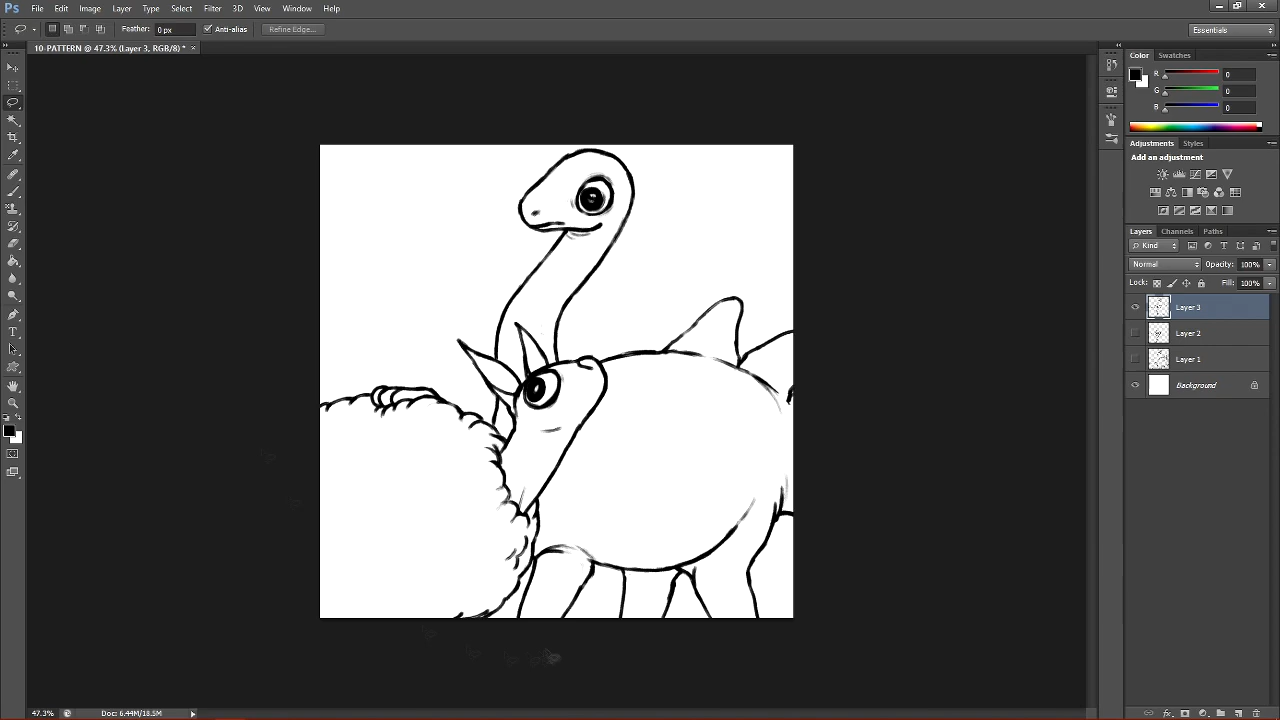 Ps File Edit Image Layer Type Select Filter 3D View Window Help
Feather: 0 px Anti-alias Refine Edge... Essentials
10-PATTERN @ 47.3% (Layer 3, RGB/8) * ×
Color Swatches
R 0
G 0
B 0
Adjustments Styles
Add an adjustment
Layers Channels Paths
Kind
Normal Opacity: 100%
Lock: Fill: 100%
Layer 3
Layer 2
Layer 1
Background
47.3% Doc: 6.44M/18.5M
fx